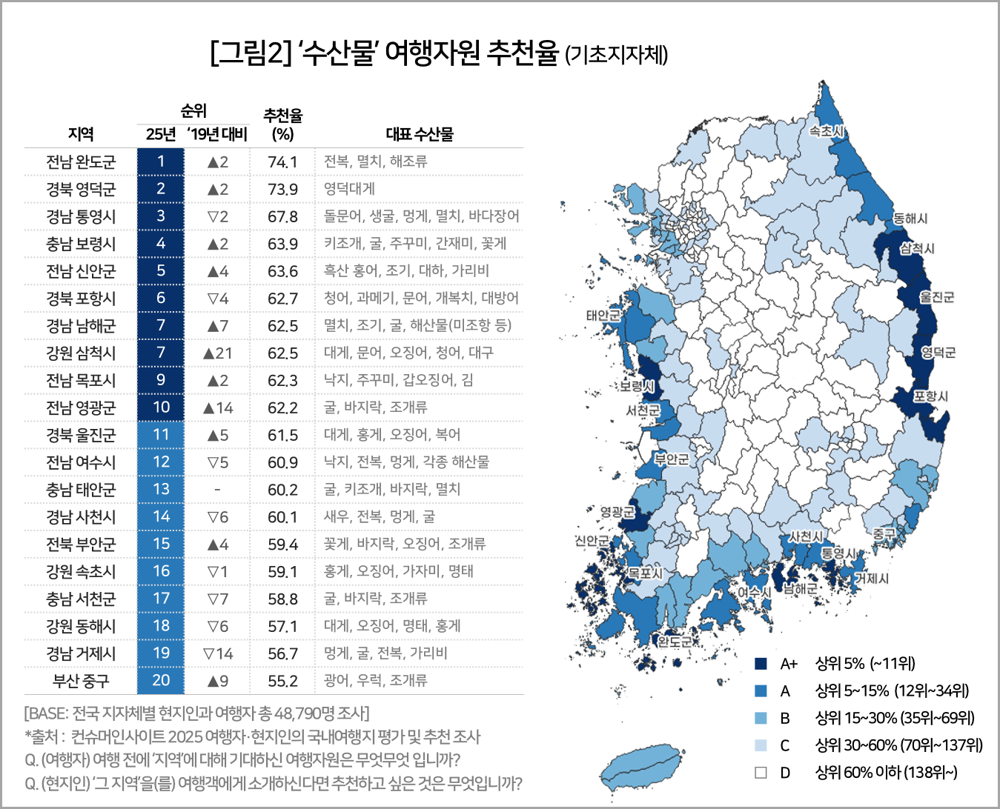 [그림2] ‘수산물’ 여행자원 추천율 (기초지자체)
지역 순위 추천율 (%) 대표 수산물
25년 ‘19년 대비
전남 완도군 1 ▲2 74.1 전복, 멸치, 해조류
경북 영덕군 2 ▲2 73.9 영덕대게
경남 통영시 3 ▽2 67.8 돌문어, 생굴, 멍게, 멸치, 바다장어
충남 보령시 4 ▲2 63.9 키조개, 굴, 주꾸미, 간재미, 꽃게
전남 신안군 5 ▲4 63.6 흑산 홍어, 조기, 대하, 가리비
경북 포항시 6 ▽4 62.7 청어, 과메기, 문어, 개복치, 대방어
경남 남해군 7 ▲7 62.5 멸치, 조기, 굴, 해산물(미조항 등)
강원 삼척시 7 ▲21 62.5 대게, 문어, 오징어, 청어, 대구
전남 목포시 9 ▲2 62.3 낙지, 주꾸미, 갑오징어, 김
전남 영광군 10 ▲14 62.2 굴, 바지락, 조개류
경북 울진군 11 ▲5 61.5 대게, 홍게, 오징어, 복어
전남 여수시 12 ▽5 60.9 낙지, 전복, 멍게, 각종 해산물
충남 태안군 13 - 60.2 굴, 키조개, 바지락, 멸치
경남 사천시 14 ▽6 60.1 새우, 전복, 멍게, 굴
전북 부안군 15 ▲4 59.4 꽃게, 바지락, 오징어, 조개류
강원 속초시 16 ▽1 59.1 홍게, 오징어, 가자미, 명태
충남 서천군 17 ▽7 58.8 굴, 바지락, 조개류
강원 동해시 18 ▽6 57.1 대게, 오징어, 명태, 홍게
경남 거제시 19 ▽14 56.7 멍게, 굴, 전복, 가리비
부산 중구 20 ▲9 55.2 광어, 우럭, 조개류
[BASE: 전국 지자체별 현지인과 여행자 총 48,790명 조사]
*출처 : 컨슈머인사이트 2025 여행자·현지인의 국내여행지 평가 및 추천 조사
Q. (여행자) 여행 전에 ‘지역’에 대해 기대하신 여행자원은 무엇무엇 입니까?
Q. (현지인) ‘그 지역’을(를) 여행객에게 소개하신다면 추천하고 싶은 것은 무엇입니까?
속초시
동해시
삼척시
울진군
태안군
영덕군
보령시
포항시
서천군
부안군
영광군
신안군
중구
사천시
통영시
목포시
거제시
여수시
남해군
완도군
A+ 상위 5% (~11위)
A 상위 5~15% (12위~34위)
B 상위 15~30% (35위~69위)
C 상위 30~60% (70위~137위)
D 상위 60% 이하 (138위~)